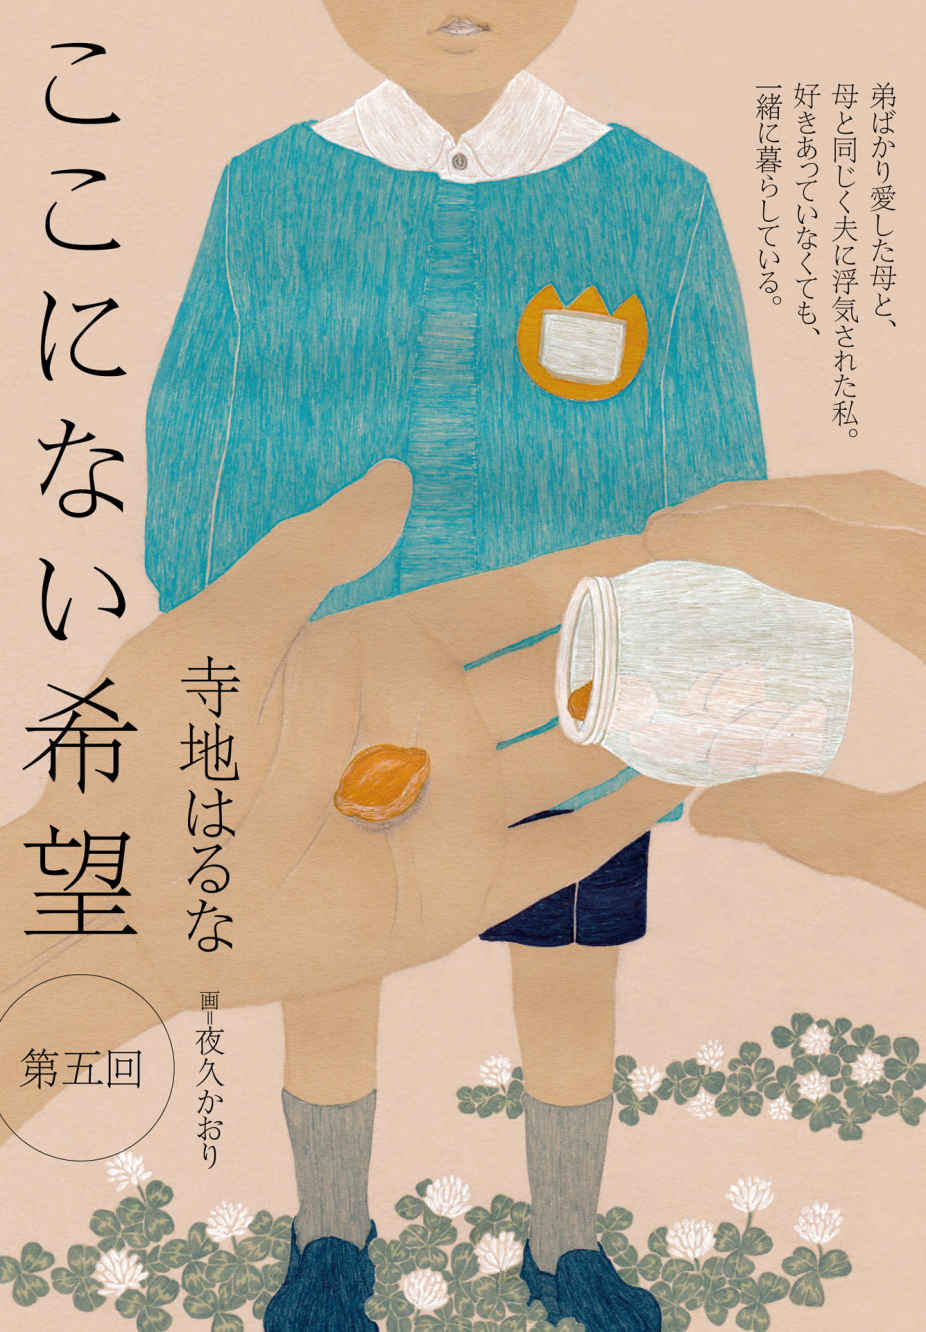 弟ばかり愛した母と、
母と同じく夫に浮気された私。
好きあっていなくても、
一緒に暮らしている。
ここにない希望
寺地はるな
画=夜久かおり
第五回